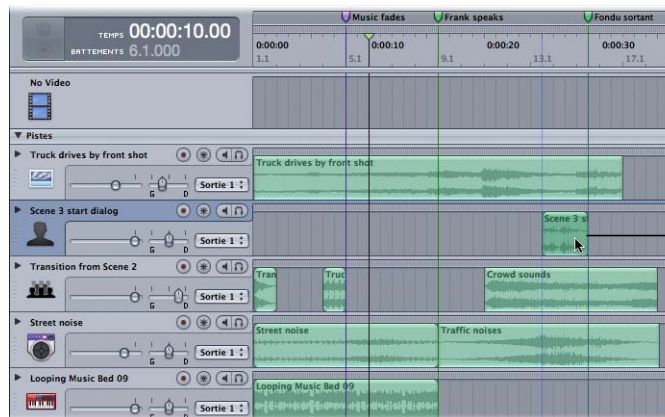 Music fades
Frank speaks
Fondu sortant
TEMPS 00:00:10.00
BATTEMENTS 6.1.000
0:00:00
0:00:10
0:00:20
0:00:30
1.1
5.1
9.1
13.1
17.1
No Video
Pistes
Truck drives by front shot
G
D
Sortie 1
Truck drives by front shot
Scene 3 start dialog
G
D
Sortie 1
Scene 3 s
Transition from Scene 2
G
D
Sortie 1
Tran
Truc
Crowd sounds
Street noise
G
D
Sortie 1
Street noise
Traffic noises
Looping Music Bed 09
Sortie 1
Looping Music Bed 09